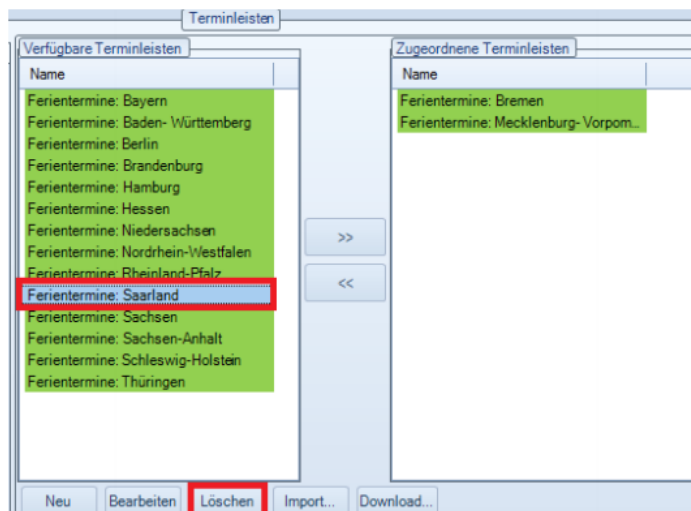 Terminleisten
Verfügbare Terminleisten
Name
Ferientermine: Bayern
Ferientermine: Baden- Württemberg
Ferientermine: Berlin
Ferientermine: Brandenburg
Ferientermine: Hamburg
Ferientermine: Hessen
Ferientermine: Niedersachsen
Ferientermine: Nordrhein-Westfalen
Ferientermine: Rheinland-Pfalz
Ferientermine: Saarland
Ferientermine: Sachsen
Ferientermine: Sachsen-Anhalt
Ferientermine: Schleswig-Holstein
Ferientermine: Thüringen
>>
<<
Zugeordnene Terminleisten
Name
Ferientermine: Bremen
Ferientermine: Mecklenburg- Vorpom...
Neu Bearbeiten Löschen Import... Download...